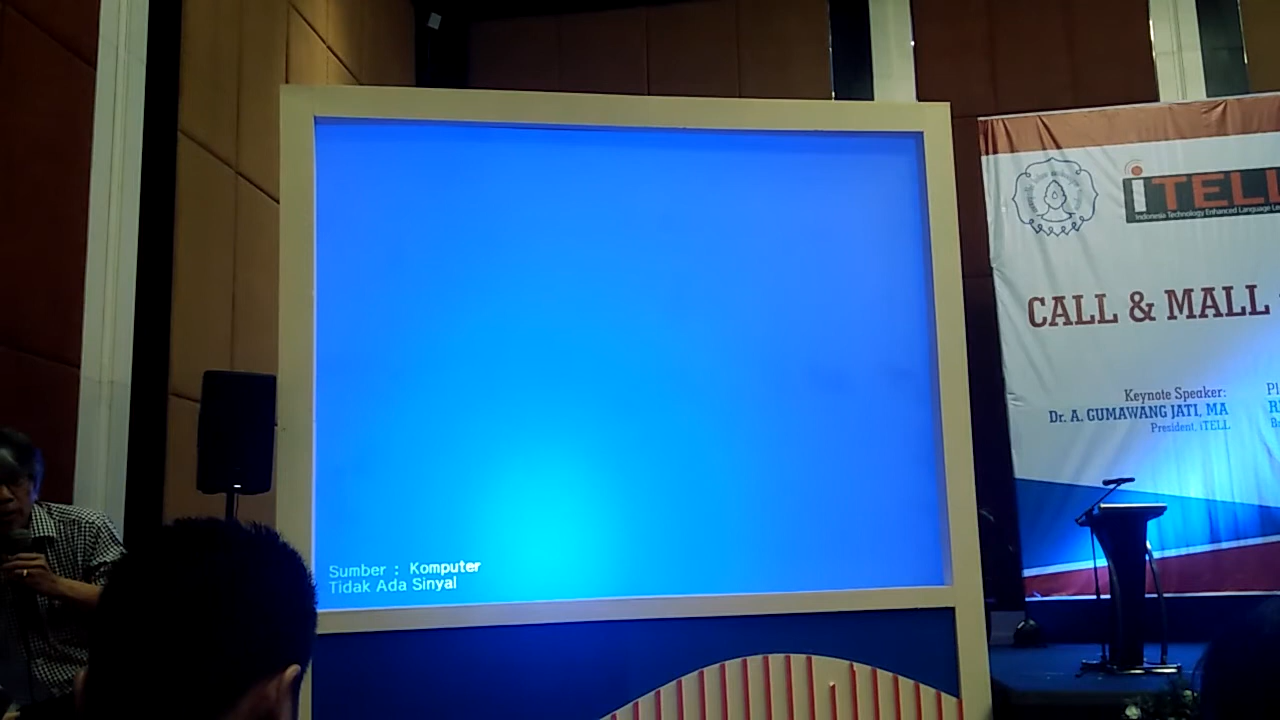 Sumber : Komputer
Tidak Ada Sinyal
iTELL
Indonesia Technology Enhanced Language
CALL & MALL
Keynote Speaker:
Dr. A. GUMAWANG JATI, MA
President, iTELL